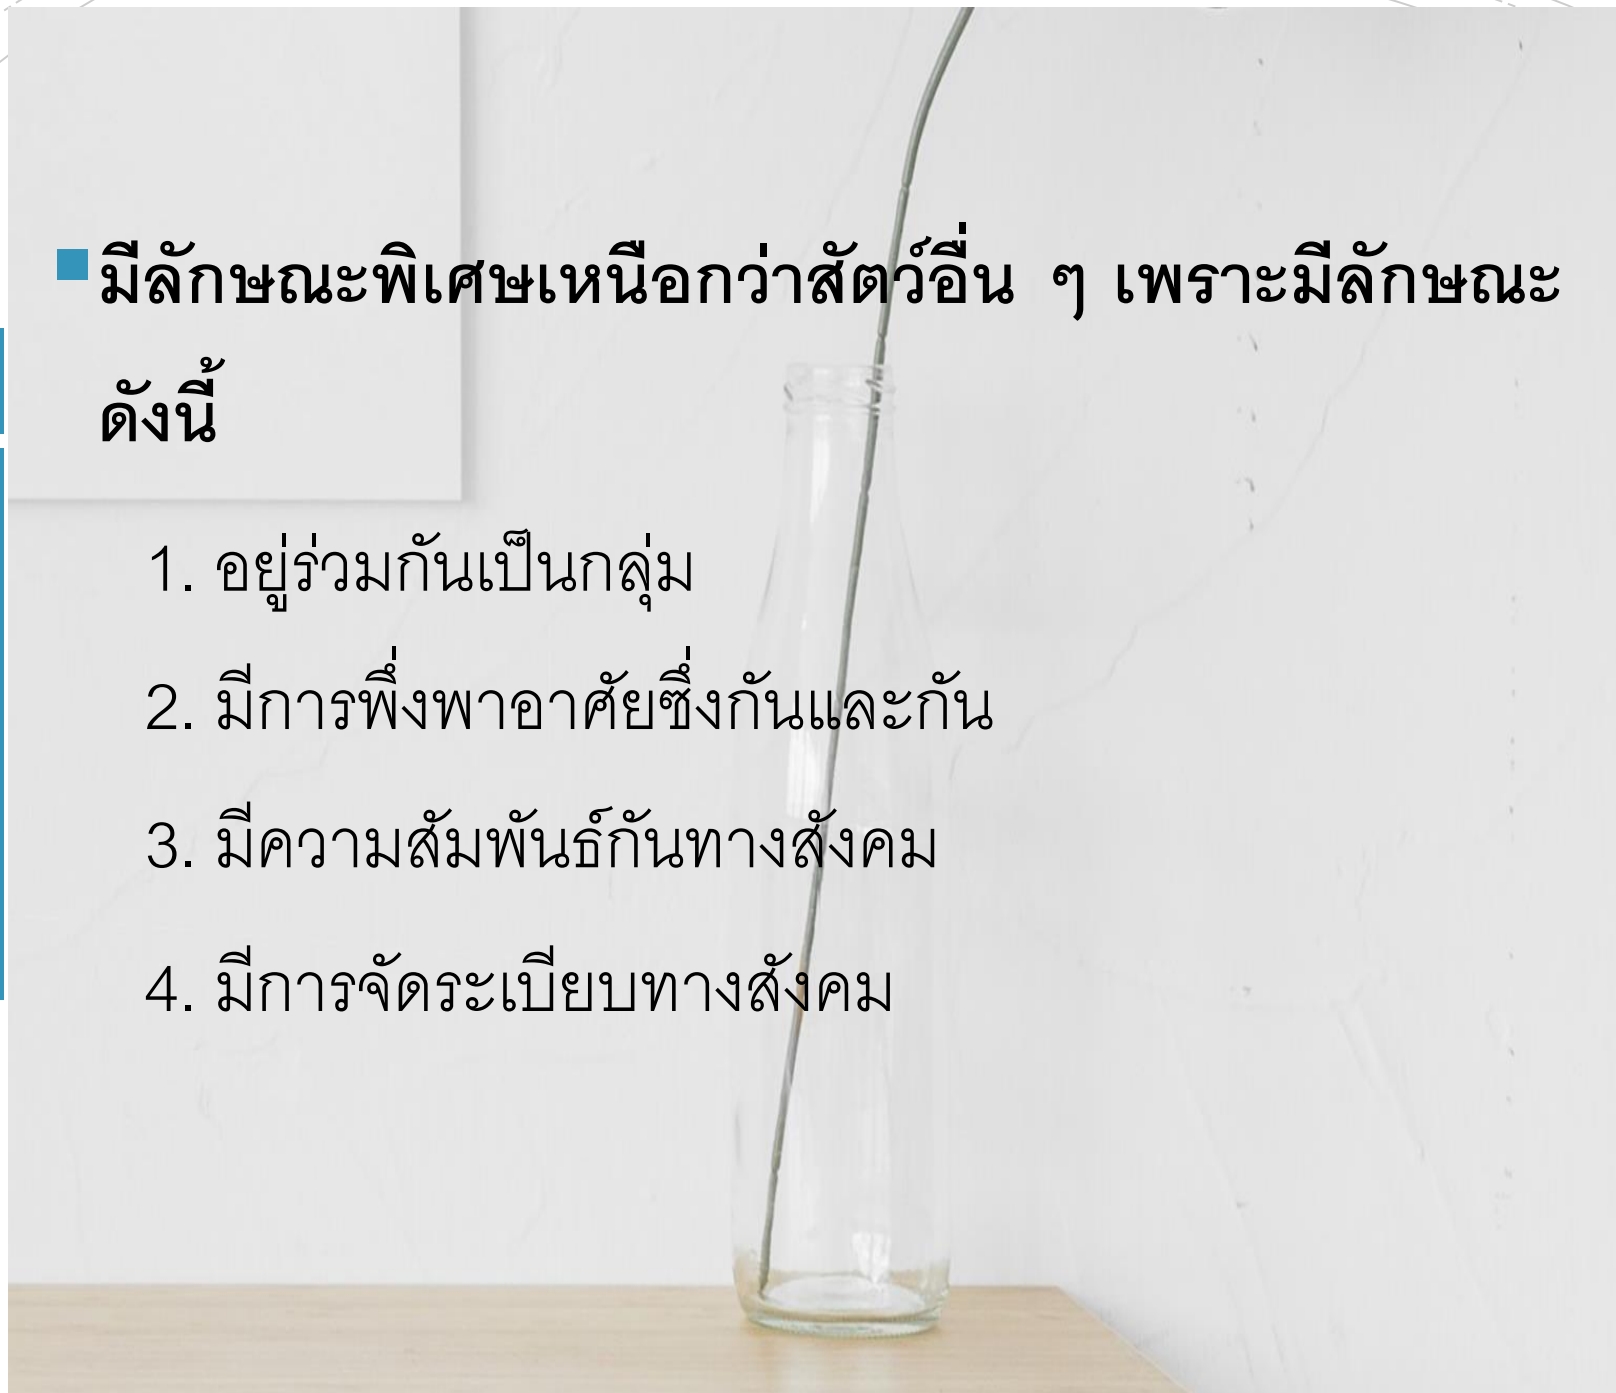 ▪มีลักษณะพิเศษเหนือกว่าสัตว์อื่น ๆ เพราะมีลักษณะ
ดังนี้
1. อยู่ร่วมกันเป็นกลุ่ม
2. มีการพึ่งพาอาศัยซึ่งกันและกัน
3. มีความสัมพันธ์กันทางสังคม
4. มีการจัดระเบียบทางสังคม